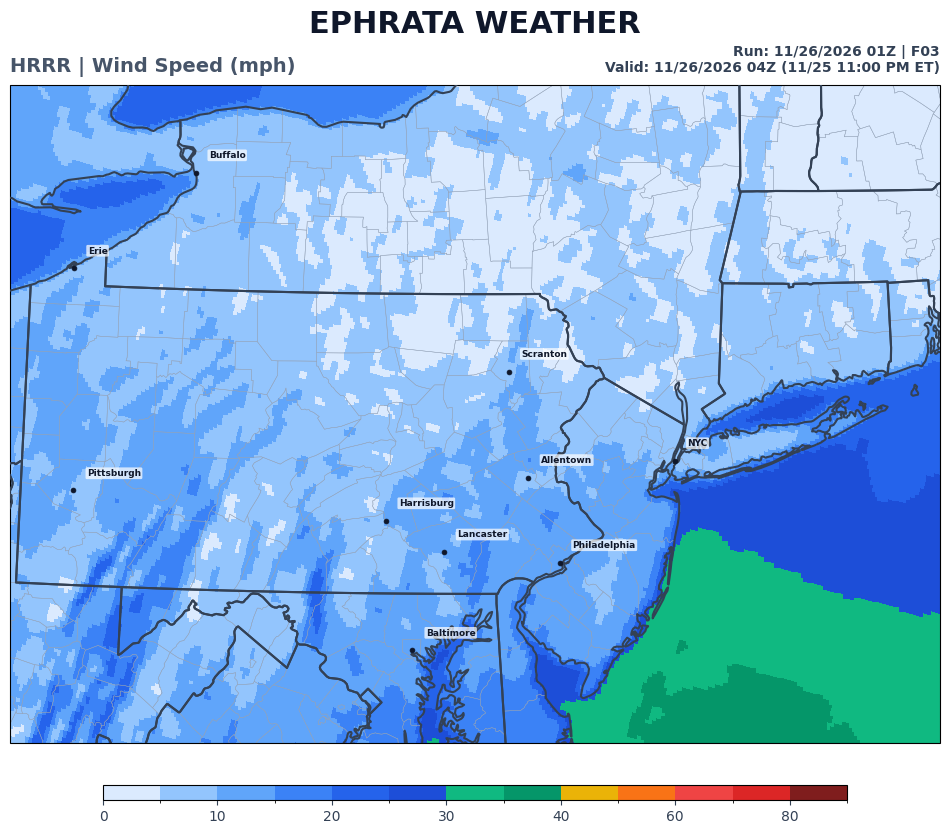 EPHRATA WEATHER
HRRR | Wind Speed (mph)
Run: 11/26/2026 01Z | F03
Valid: 11/26/2026 04Z (11/25 11:00 PM ET)
Buffalo
Erie
Scranton
NYC
Allentown
Pittsburgh
Harrisburg
Lancaster
Philadelphia
Baltimore
0 10 20 30 40 50 60 70 80